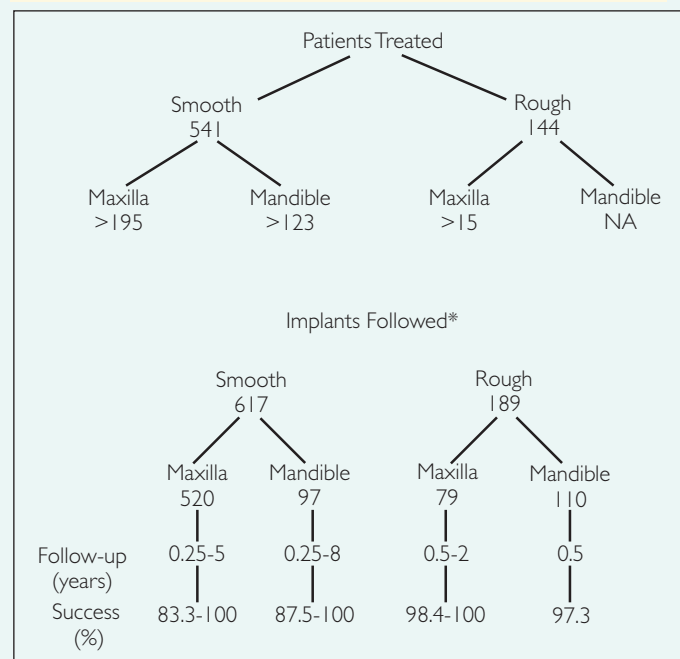 Patients Treated
Smooth Rough
541 144
Maxilla Mandible Maxilla Mandible
>195 >123 >15 NA
Implants Followed*
Smooth Rough
617 189
Maxilla Mandible Maxilla Mandible
520 97 79 110
Follow-up (years) 0.25-5 0.25-8 0.5-2 0.5
Success (%) 83.3-100 87.5-100 98.4-100 97.3